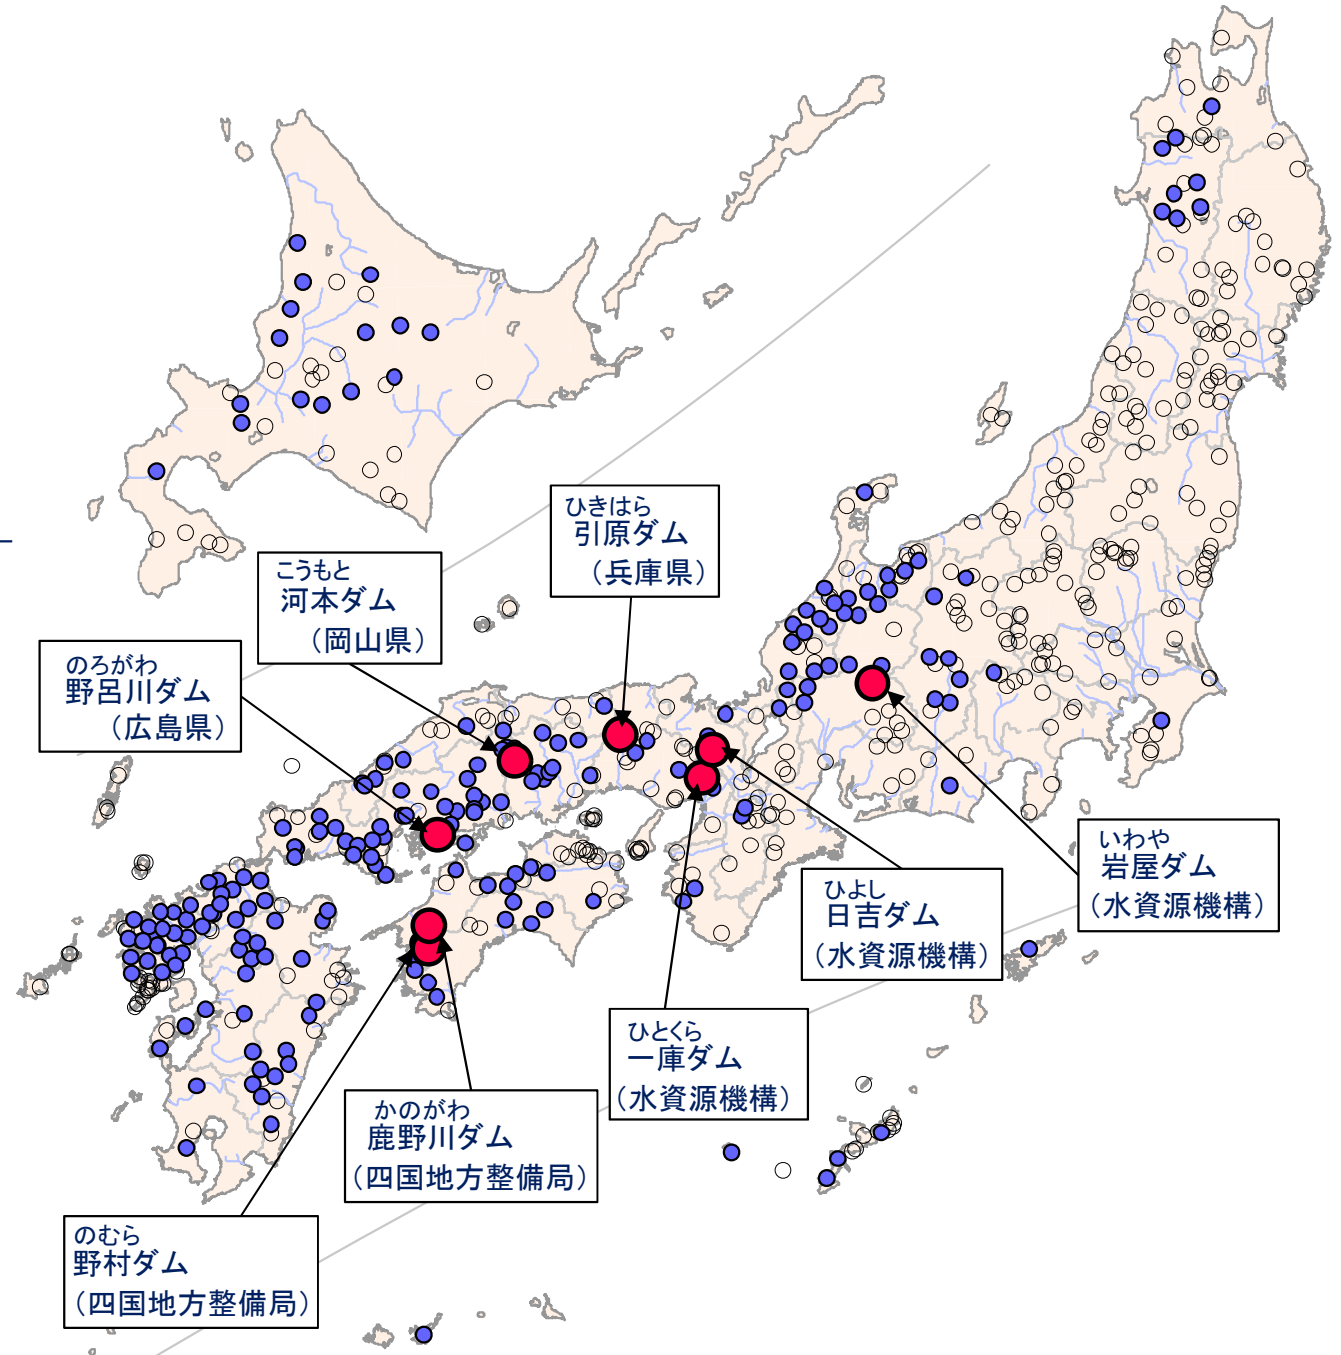 ひきはら
引原ダム
（兵庫県）
こうもと
河本ダム
（岡山県）
のろがわ
野呂川ダム
（広島県）
いわや
岩屋ダム
（水資源機構）
ひよし
日吉ダム
（水資源機構）
ひとくら
一庫ダム
（水資源機構）
かのがわ
鹿野川ダム
（四国地方整備局）
のむら
野村ダム
（四国地方整備局）